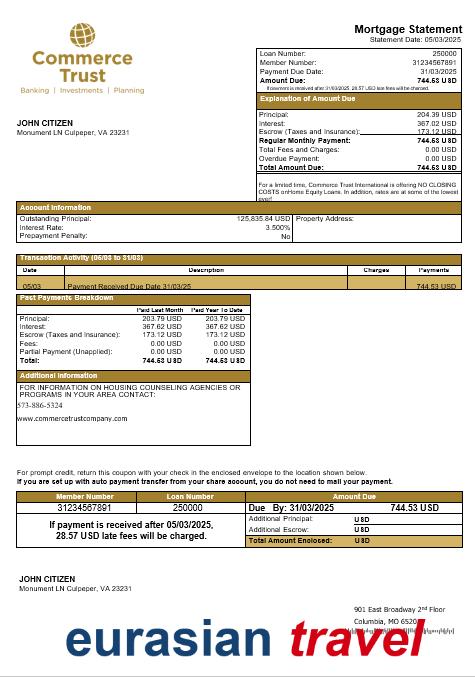 Commerce
Trust
Banking | Investments | Planning
Mortgage Statement
Statement Date: 05/03/2025
Loan Number: 250000
Member Number: 31234567891
Payment Due Date: 31/03/2025
Amount Due: 744.53 USD
If payment is received after 31/03/2025, 28.57 USD late fees will be charged.
Explanation of Amount Due
Principal: 204.39 USD
Interest: 367.02 USD
Escrow (Taxes and Insurance): 173.12 USD
Regular Monthly Payment: 744.53 USD
Total Fees and Charges: 0.00 USD
Overdue Payment: 0.00 USD
Total Amount Due: 744.53 USD
For a limited time, Commerce Trust International is offering NO CLOSING
COSTS onHome Equity Loans. In addition, rates are at some of the lowest
ever!
JOHN CITIZEN
Monument LN Culpeper, VA 23231
Account Information
Outstanding Principal: 125,835.84 USD
Interest Rate: 3.500%
Prepayment Penalty: No
Property Address:
Transaction Activity (05/03 to 31/03)
Date Description Charges Payments
05/03 Payment Received Due Date 31/03/25 744.53 USD
Past Payments Breakdown
Paid Last Month Paid Year To Date
Principal: 203.79 USD 203.79 USD
Interest: 367.62 USD 367.62 USD
Escrow (Taxes and Insurance): 173.12 USD 173.12 USD
Fees: 0.00 USD 0.00 USD
Partial Payment (Unapplied): 0.00 USD 0.00 USD
Total: 744.53 USD 744.53 USD
Additional Information
FOR INFORMATION ON HOUSING COUNSELING AGENCIES OR
PROGRAMS IN YOUR AREA CONTACT:
573-886-5324
www.commercetrustcompany.com
For prompt credit, return this coupon with your check in the enclosed envelope to the location shown below.
If you are set up with auto payment transfer from your share account, you do not need to mail your payment.
Member Number Loan Number Amount Due
31234567891 250000 Due By: 31/03/2025 744.53 USD
If payment is received after 05/03/2025,
28.57 USD late fees will be charged.
Additional Principal: USD
Additional Escrow: USD
Total Amount Enclosed: USD
JOHN CITIZEN
Monument LN Culpeper, VA 23231
901 East Broadway 2nd Floor
Columbia, MO 6520
eurasian travel